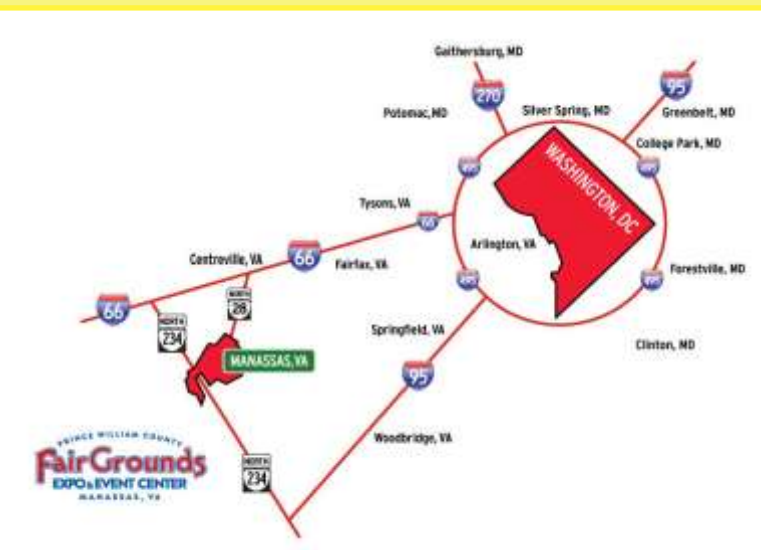 Gaithersburg, MD
270
95
Potomac, MD
Silver Spring, MD
Greenbelt, MD
College Park, MD
WASHINGTON, DC
495
495
Tysons, VA
66
Arlington, VA
Centreville, VA
66
Fairfax, VA
495
495
Forestville, MD
66
NORTH
28
NORTH
234
MANASSAS, VA
Springfield, VA
95
Clinton, MD
Woodbridge, VA
PRINCE WILLIAM COUNTY
FairGrounds
EXPO & EVENT CENTER
MANASSAS, VA
NORTH
234